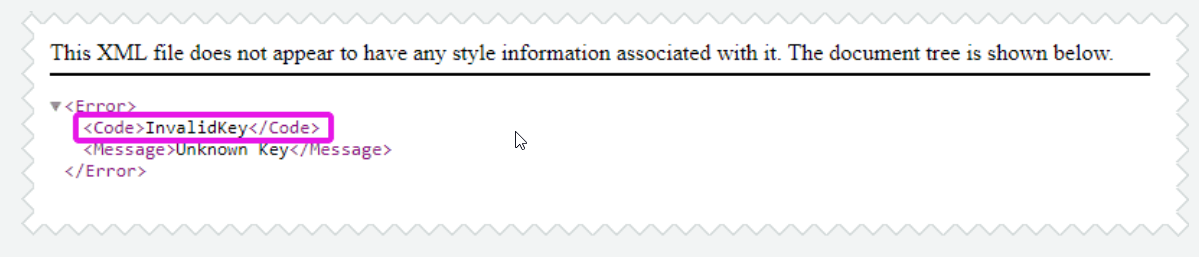 This XML file does not appear to have any style information associated with it. The document tree is shown below.
▼<Error>
<Code>InvalidKey</Code>
<Message>Unknown Key</Message>
</Error>